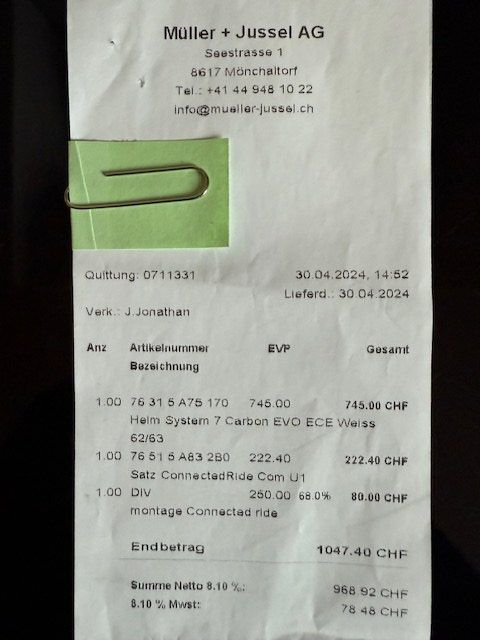 Müller + Jussel AG
Seestrasse 1
8617 Mönchaltorf
Tel.: +41 44 948 10 22
info@mueller-jussel.ch
Quittung: 0711331 30.04.2024, 14:52
Lieferd.: 30.04.2024
Verk.: J.Jonathan
Anz Artikelnummer EVP Gesamt
Bezeichnung
1.00 76 31 5 A75 170 745.00 745.00 CHF
Helm System 7 Carbon EVO ECE Weiss
62/63
1.00 76 51 5 A83 2B0 222.40 222.40 CHF
Satz ConnectedRide Com U1
1.00 DIV 250.00 68.0% 80.00 CHF
montage Connected ride
Endbetrag 1047.40 CHF
Summe Netto 8.10 %: 968.92 CHF
8.10 % Mwst: 78.48 CHF